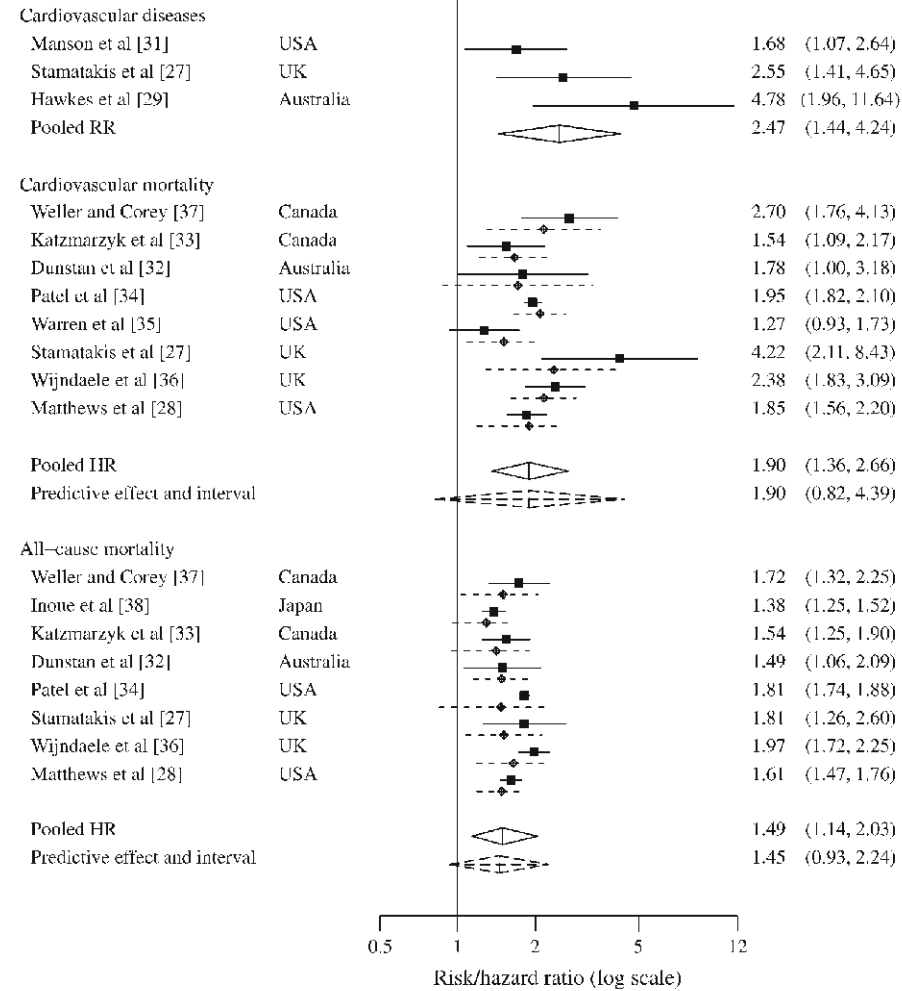 Cardiovascular diseases
Manson et al [31] USA 1.68 (1.07, 2.64)
Stamatakis et al [27] UK 2.55 (1.41, 4.65)
Hawkes et al [29] Australia 4.78 (1.96, 11.64)
Pooled RR 2.47 (1.44, 4.24)
Cardiovascular mortality
Weller and Corey [37] Canada 2.70 (1.76, 4.13)
Katzmarzyk et al [33] Canada 1.54 (1.09, 2.17)
Dunstan et al [32] Australia 1.78 (1.00, 3.18)
Patel et al [34] USA 1.95 (1.82, 2.10)
Warren et al [35] USA 1.27 (0.93, 1.73)
Stamatakis et al [27] UK 4.22 (2.11, 8.43)
Wijndaele et al [36] UK 2.38 (1.83, 3.09)
Matthews et al [28] USA 1.85 (1.56, 2.20)
Pooled HR 1.90 (1.36, 2.66)
Predictive effect and interval 1.90 (0.82, 4.39)
All−cause mortality
Weller and Corey [37] Canada 1.72 (1.32, 2.25)
Inoue et al [38] Japan 1.38 (1.25, 1.52)
Katzmarzyk et al [33] Canada 1.54 (1.25, 1.90)
Dunstan et al [32] Australia 1.49 (1.06, 2.09)
Patel et al [34] USA 1.81 (1.74, 1.88)
Stamatakis et al [27] UK 1.81 (1.26, 2.60)
Wijndaele et al [36] UK 1.97 (1.72, 2.25)
Matthews et al [28] USA 1.61 (1.47, 1.76)
Pooled HR 1.49 (1.14, 2.03)
Predictive effect and interval 1.45 (0.93, 2.24)
0.5 1 2 5 12
Risk/hazard ratio (log scale)